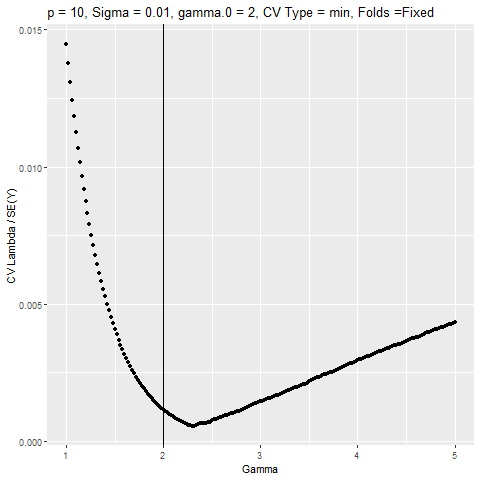 p = 10, Sigma = 0.01, gamma.0 = 2, CV Type = min, Folds =Fixed
0.015
0.010
0.005
0.000
CV Lambda / SE(Y)
1 2 3 4 5
Gamma